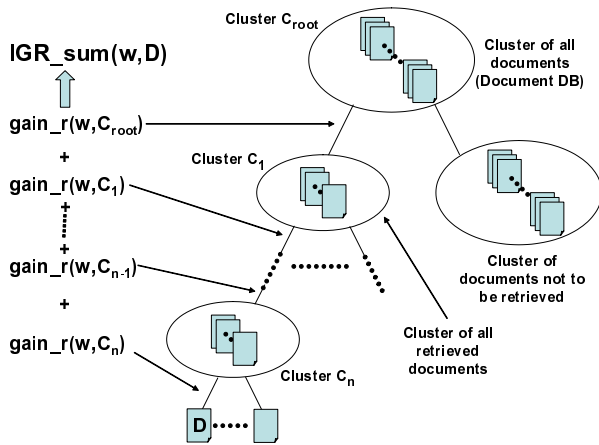 Cluster C_root
IGR_sum(w,D)
Cluster of all
documents
(Document DB)
gain_r(w,C_root)
+
Cluster C_1
gain_r(w,C_1)
+
+
gain_r(w,C_n-1)
+
Cluster of
documents not to
be retrieved
Cluster of all
retrieved
documents
gain_r(w,C_n)
Cluster C_n
D